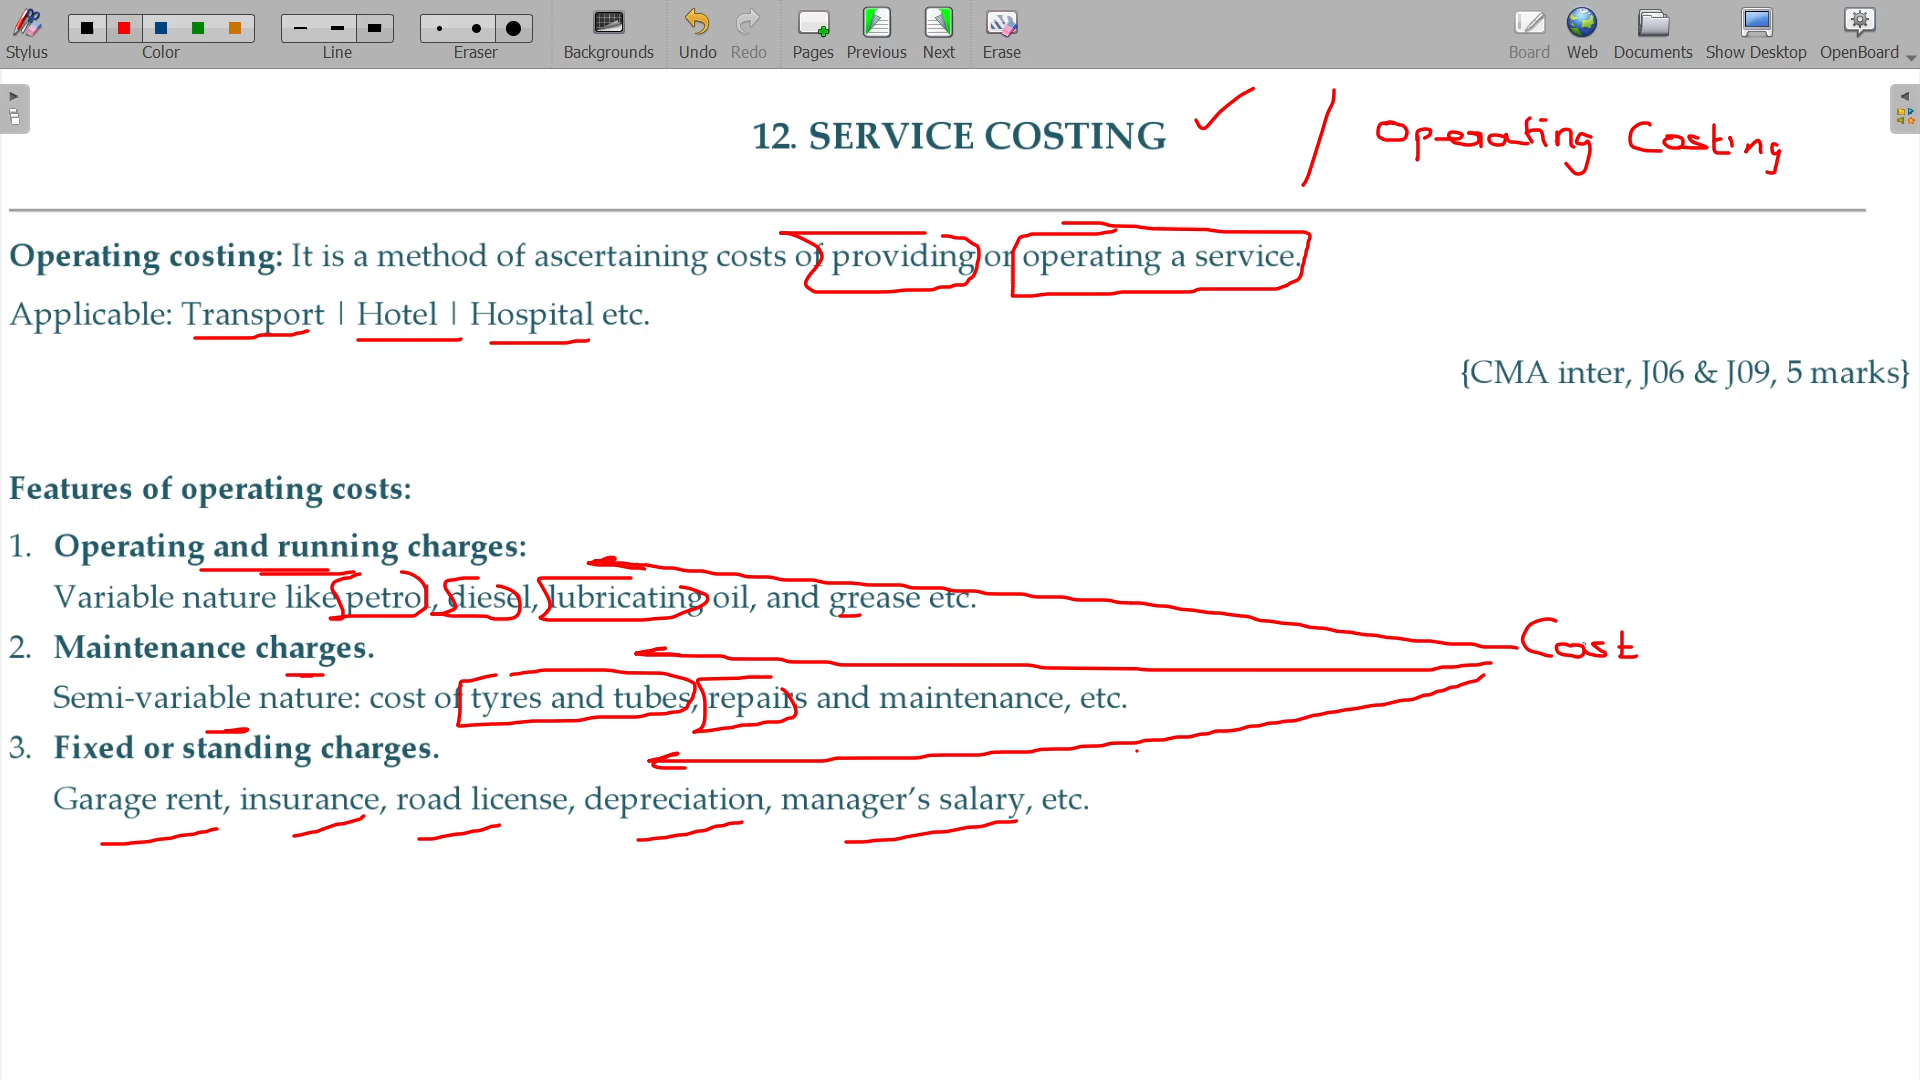 Stylus Color Line Eraser Backgrounds Undo Redo Pages Previous Next Erase Board Web Documents Show Desktop OpenBoard
12. SERVICE COSTING / Operating Costing
Operating costing: It is a method of ascertaining costs of providing or operating a service.
Applicable: Transport | Hotel | Hospital etc.
{CMA inter, J06 & J09, 5 marks}
Features of operating costs:
1. Operating and running charges:
Variable nature like petrol, diesel, lubricating oil, and grease etc.
2. Maintenance charges.
Cost
Semi-variable nature: cost of tyres and tubes, repairs and maintenance, etc.
3. Fixed or standing charges.
Garage rent, insurance, road license, depreciation, manager's salary, etc.